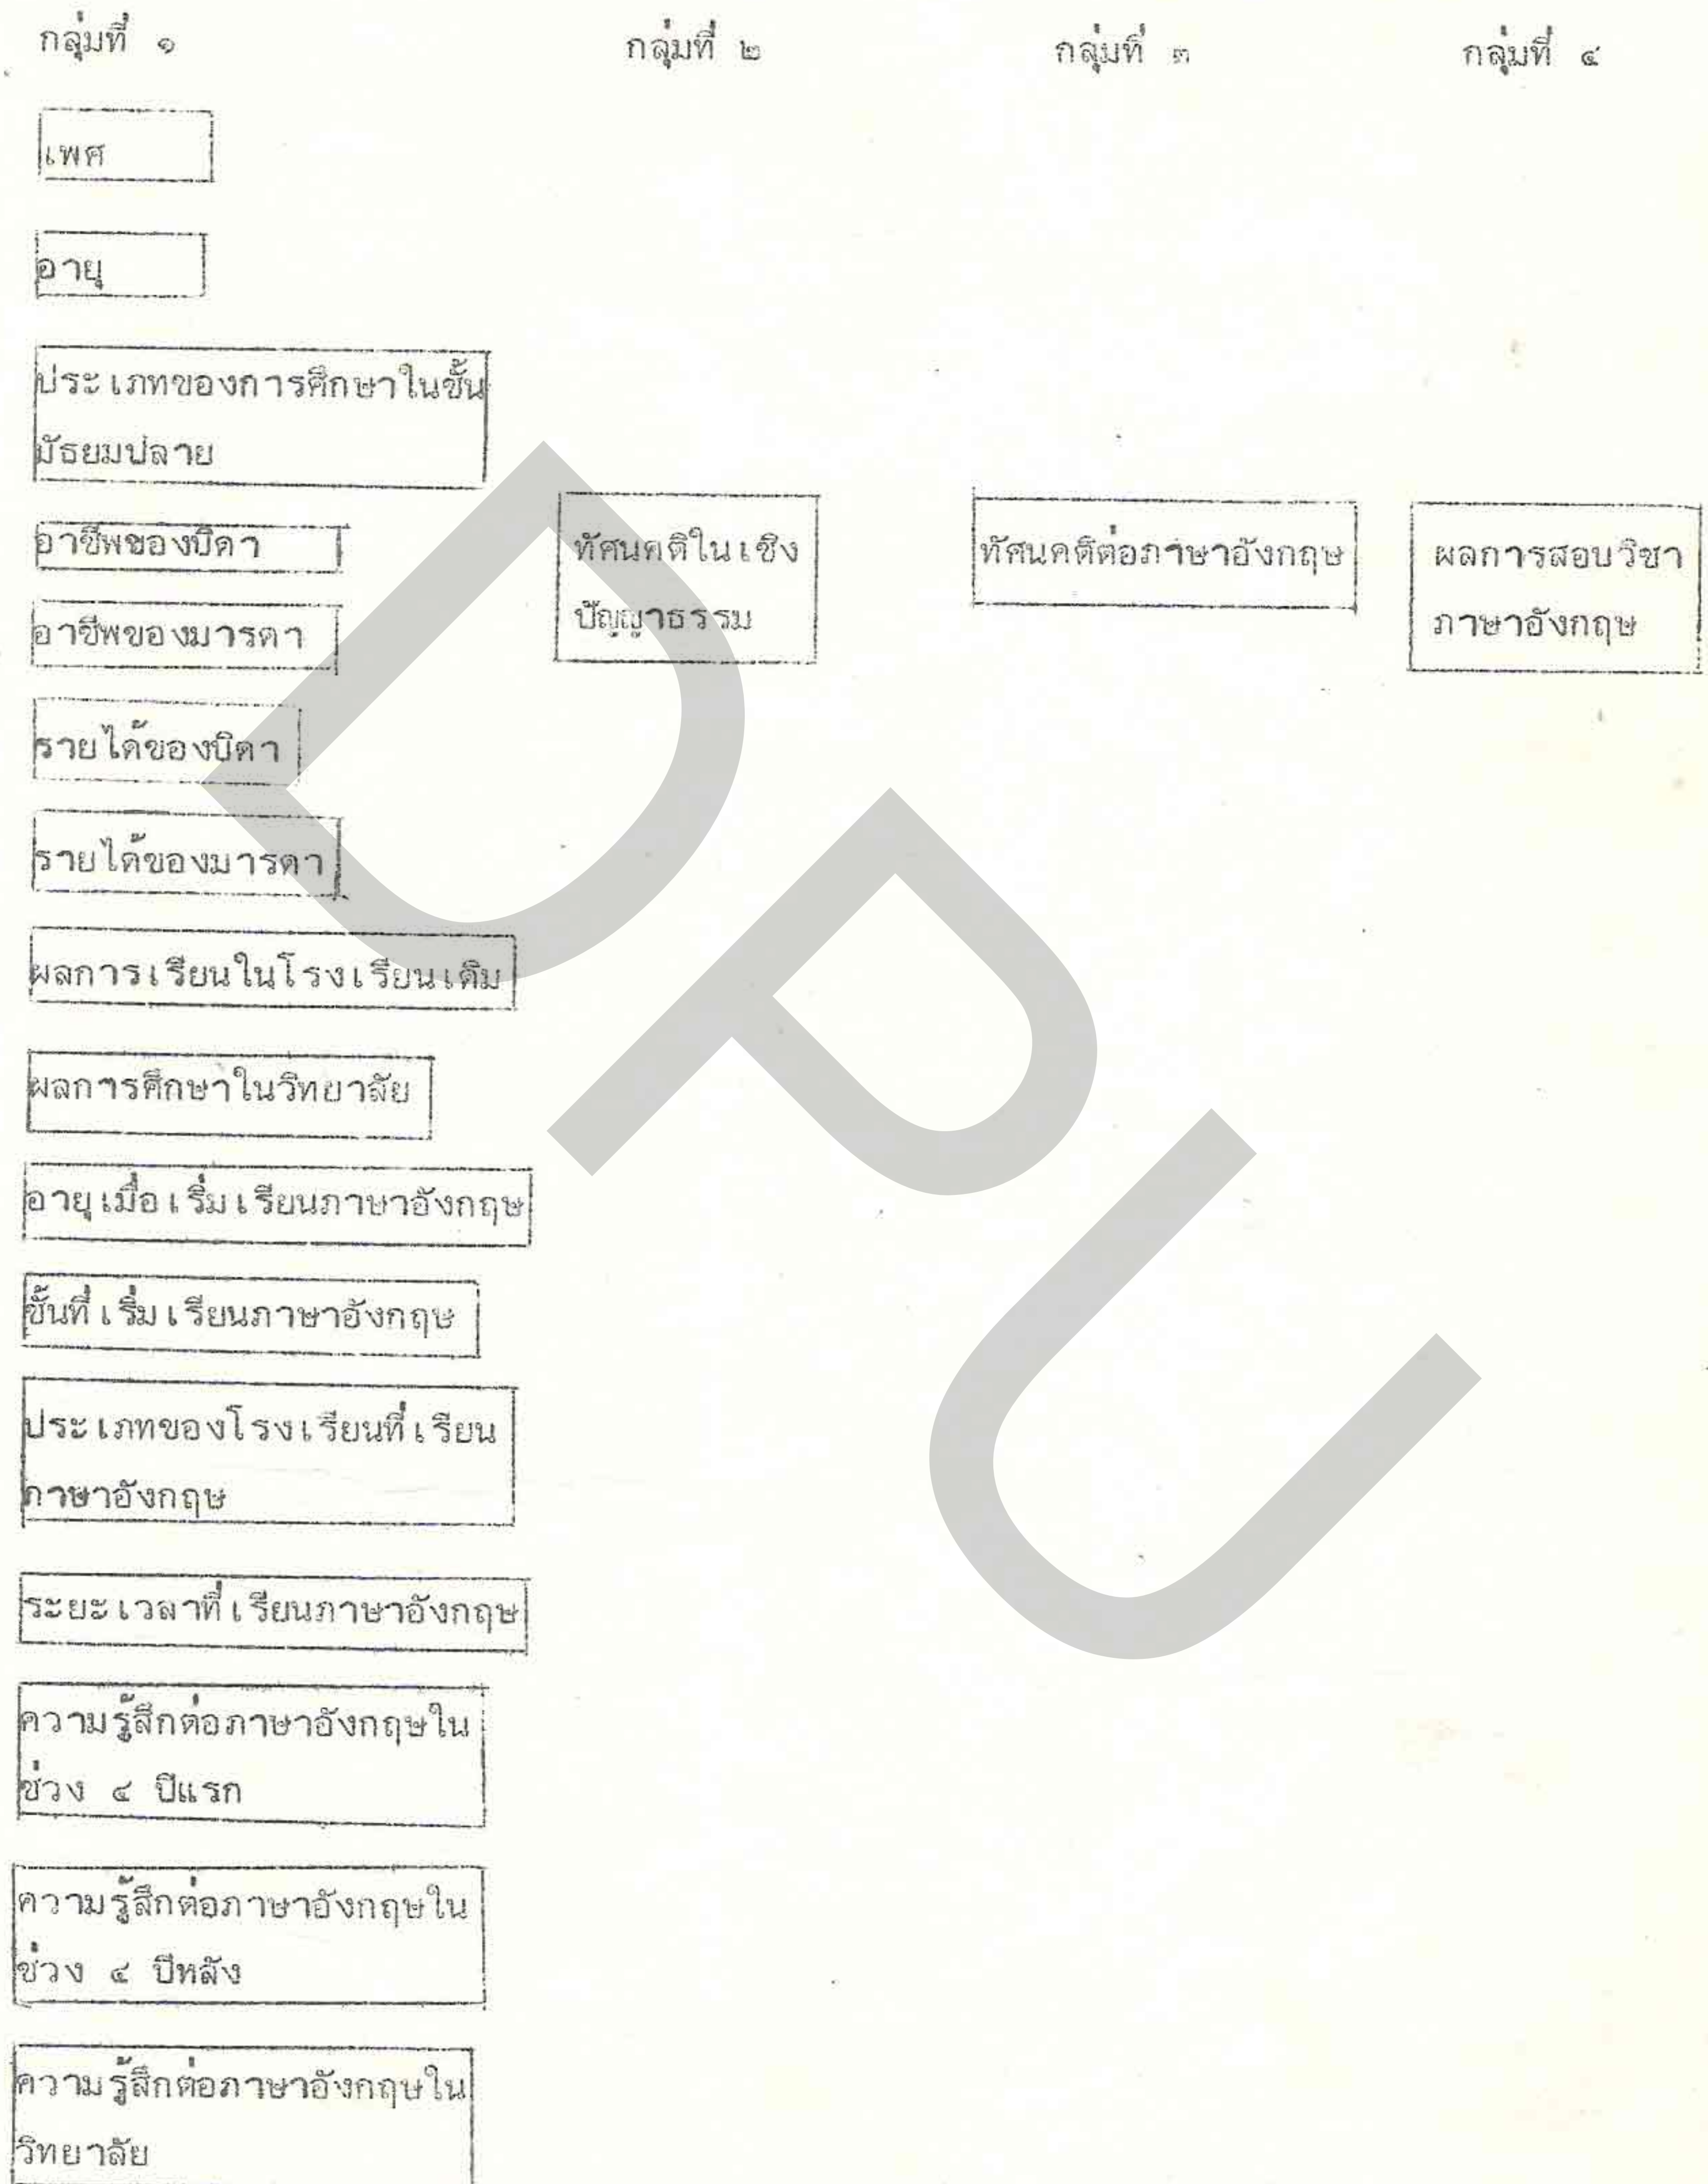 กลุ่มที่ ๑
กลุ่มที่ ๒
กลุ่มที่ ๓
กลุ่มที่ ๔
เพศ
อายุ
ประเภทของการศึกษาในชั้น
มัธยมปลาย
อาชีพของบิดา
อาชีพของมารดา
รายได้ของบิดา
รายได้ของมารดา
ผลการเรียนในโรงเรียนเดิม
ผลการศึกษาในวิทยาลัย
อายุเมื่อเริ่มเรียนภาษาอังกฤษ
ชั้นที่เริ่มเรียนภาษาอังกฤษ
ประเภทของโรงเรียนที่เรียน
ภาษาอังกฤษ
ระยะเวลาที่เรียนภาษาอังกฤษ
ความรู้สึกต่อภาษาอังกฤษใน
ช่วง ๔ ปีแรก
ความรู้สึกต่อภาษาอังกฤษใน
ช่วง ๔ ปีหลัง
ความรู้สึกต่อภาษาอังกฤษใน
วิทยาลัย
ทัศนคติในเชิง
ปัญญาธรรม
ทัศนคติต่อภาษาอังกฤษ
ผลการสอบวิชา
ภาษาอังกฤษ
DPU